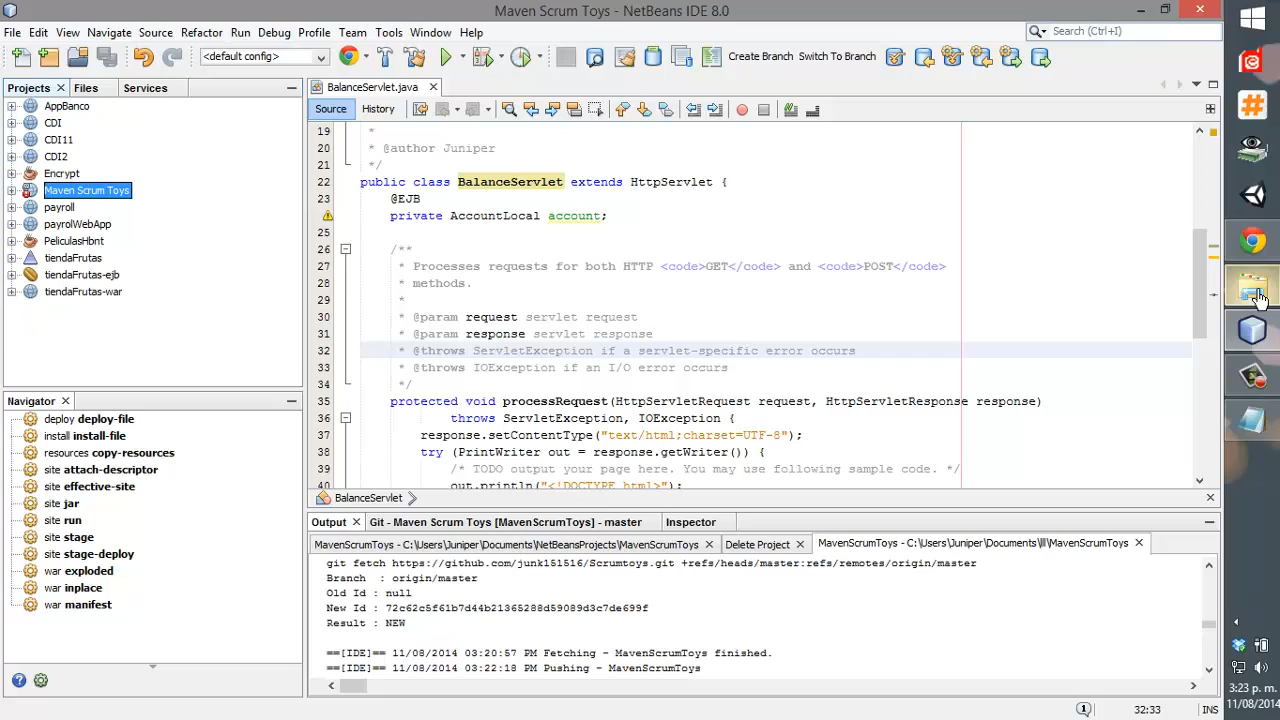 Maven Scrum Toys - NetBeans IDE 8.0
File Edit View Navigate Source Refactor Run Debug Profile Team Tools Window Help
Search (Ctrl+I)
<default config>
Create Branch Switch To Branch
Projects Files Services
BalanceServlet.java
Source History
AppBanco
CDI
CDI11
CDI2
Encrypt
Maven Scrum Toys
payroll
payrolWebApp
PeliculasHbnt
tiendaFrutas
tiendaFrutas-ejb
tiendaFrutas-war
19 *
20 * @author Juniper
21 */
22 public class BalanceServlet extends HttpServlet {
23 @EJB
private AccountLocal account;
25
26 /**
27 * Processes requests for both HTTP <code>GET</code> and <code>POST</code>
28 * methods.
29 *
30 * @param request servlet request
31 * @param response servlet response
32 * @throws ServletException if a servlet-specific error occurs
33 * @throws IOException if an I/O error occurs
34 */
35 protected void processRequest(HttpServletRequest request, HttpServletResponse response)
36 throws ServletException, IOException {
37 response.setContentType("text/html;charset=UTF-8");
38 try (PrintWriter out = response.getWriter()) {
39 /* TODO output your page here. You may use following sample code. */
40 out.println("<!DOCTYPE html>");
BalanceServlet
Navigator
deploy deploy-file
install install-file
resources copy-resources
site attach-descriptor
site effective-site
site jar
site run
site stage
site stage-deploy
war exploded
war inplace
war manifest
Output Git - Maven Scrum Toys [MavenScrumToys] - master Inspector
MavenScrumToys - C:\Users\Juniper\Documents\NetBeansProjects\MavenScrumToys Delete Project MavenScrumToys - C:\Users\Juniper\Documents\lll\MavenScrumToys
git fetch https://github.com/junk151516/Scrumtoys.git +refs/heads/master:refs/remotes/origin/master
Branch : origin/master
Old Id : null
New Id : 72c62c5f61b7d44b21365288d59089d3c7de699f
Result : NEW
==[IDE]== 11/08/2014 03:20:57 PM Fetching - MavenScrumToys finished.
==[IDE]== 11/08/2014 03:22:18 PM Pushing - MavenScrumToys
32:33 INS
3:23 p. m.
11/08/2014